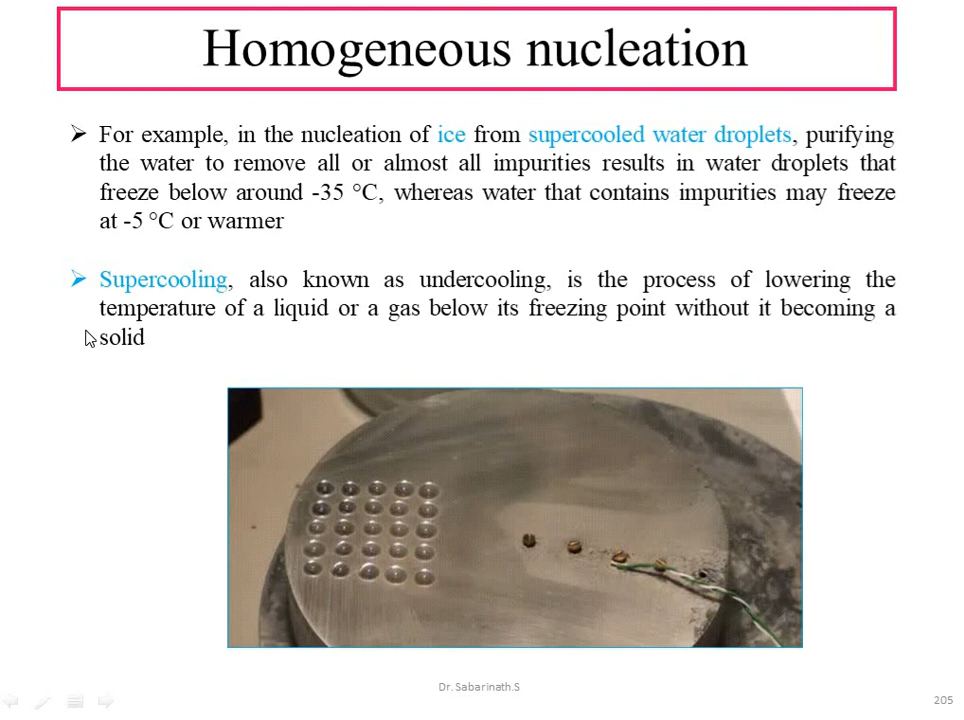 Homogeneous nucleation
➢ For example, in the nucleation of ice from supercooled water droplets, purifying
the water to remove all or almost all impurities results in water droplets that
freeze below around -35 °C, whereas water that contains impurities may freeze
at -5 °C or warmer
➢ Supercooling, also known as undercooling, is the process of lowering the
temperature of a liquid or a gas below its freezing point without it becoming a
solid
Dr. Sabarinath.S
205